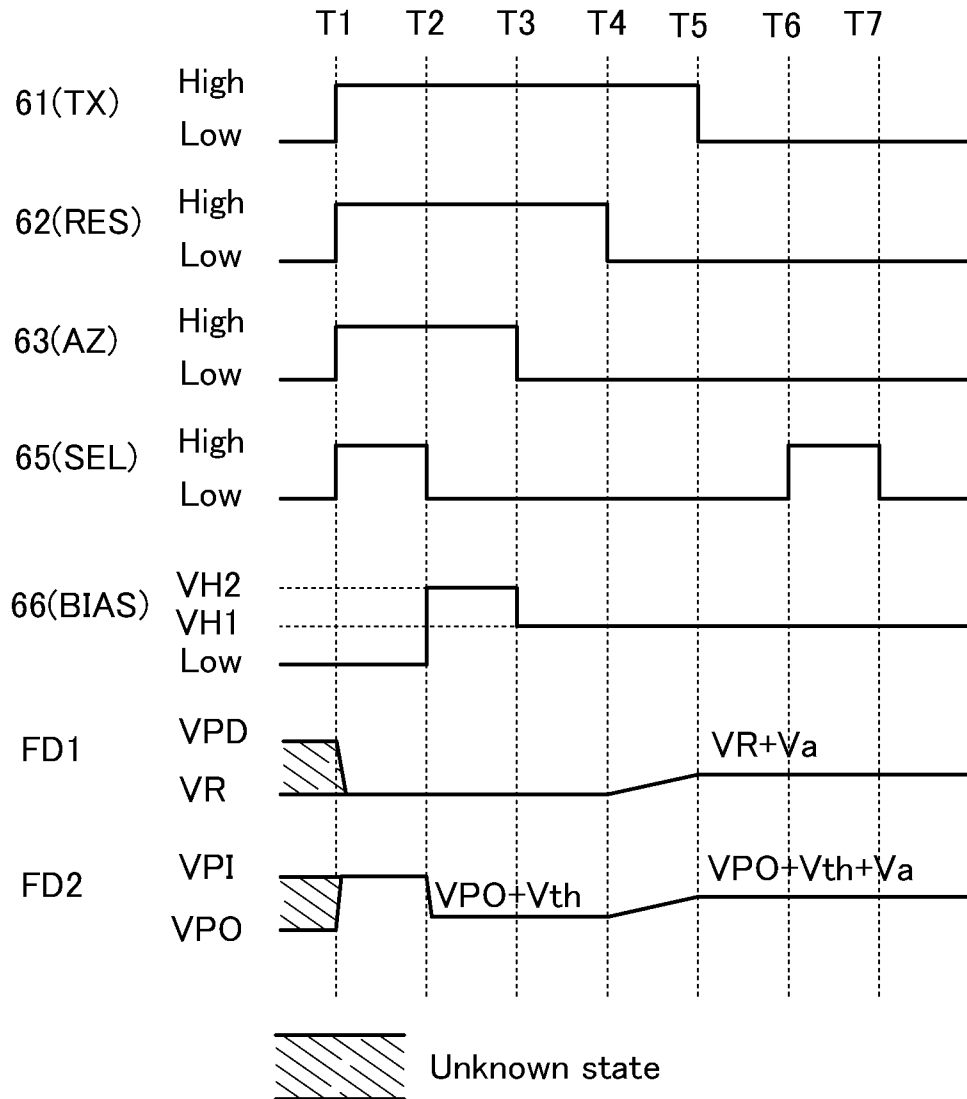 T1 T2 T3 T4 T5 T6 T7
61(TX) High
Low
62(RES) High
Low
63(AZ) High
Low
65(SEL) High
Low
66(BIAS) VH2
VH1
Low
FD1 VPD
VR
VR+Va
FD2 VPI
VPO
VPO+Vth
VPO+Vth+Va
Unknown state